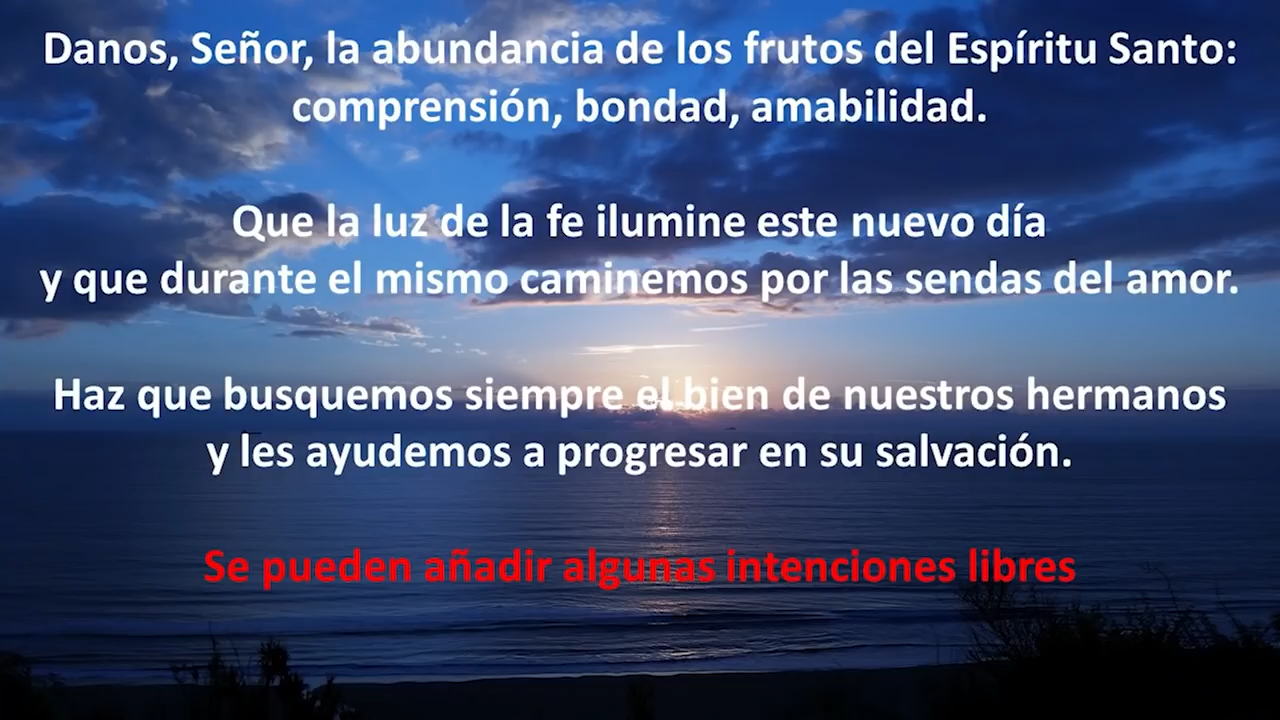 Danos, Señor, la abundancia de los frutos del Espíritu Santo:
comprensión, bondad, amabilidad.
Que la luz de la fe ilumine este nuevo día
y que durante el mismo caminemos por las sendas del amor.
Haz que busquemos siempre el bien de nuestros hermanos
y les ayudemos a progresar en su salvación.
Se pueden añadir algunas intenciones libres